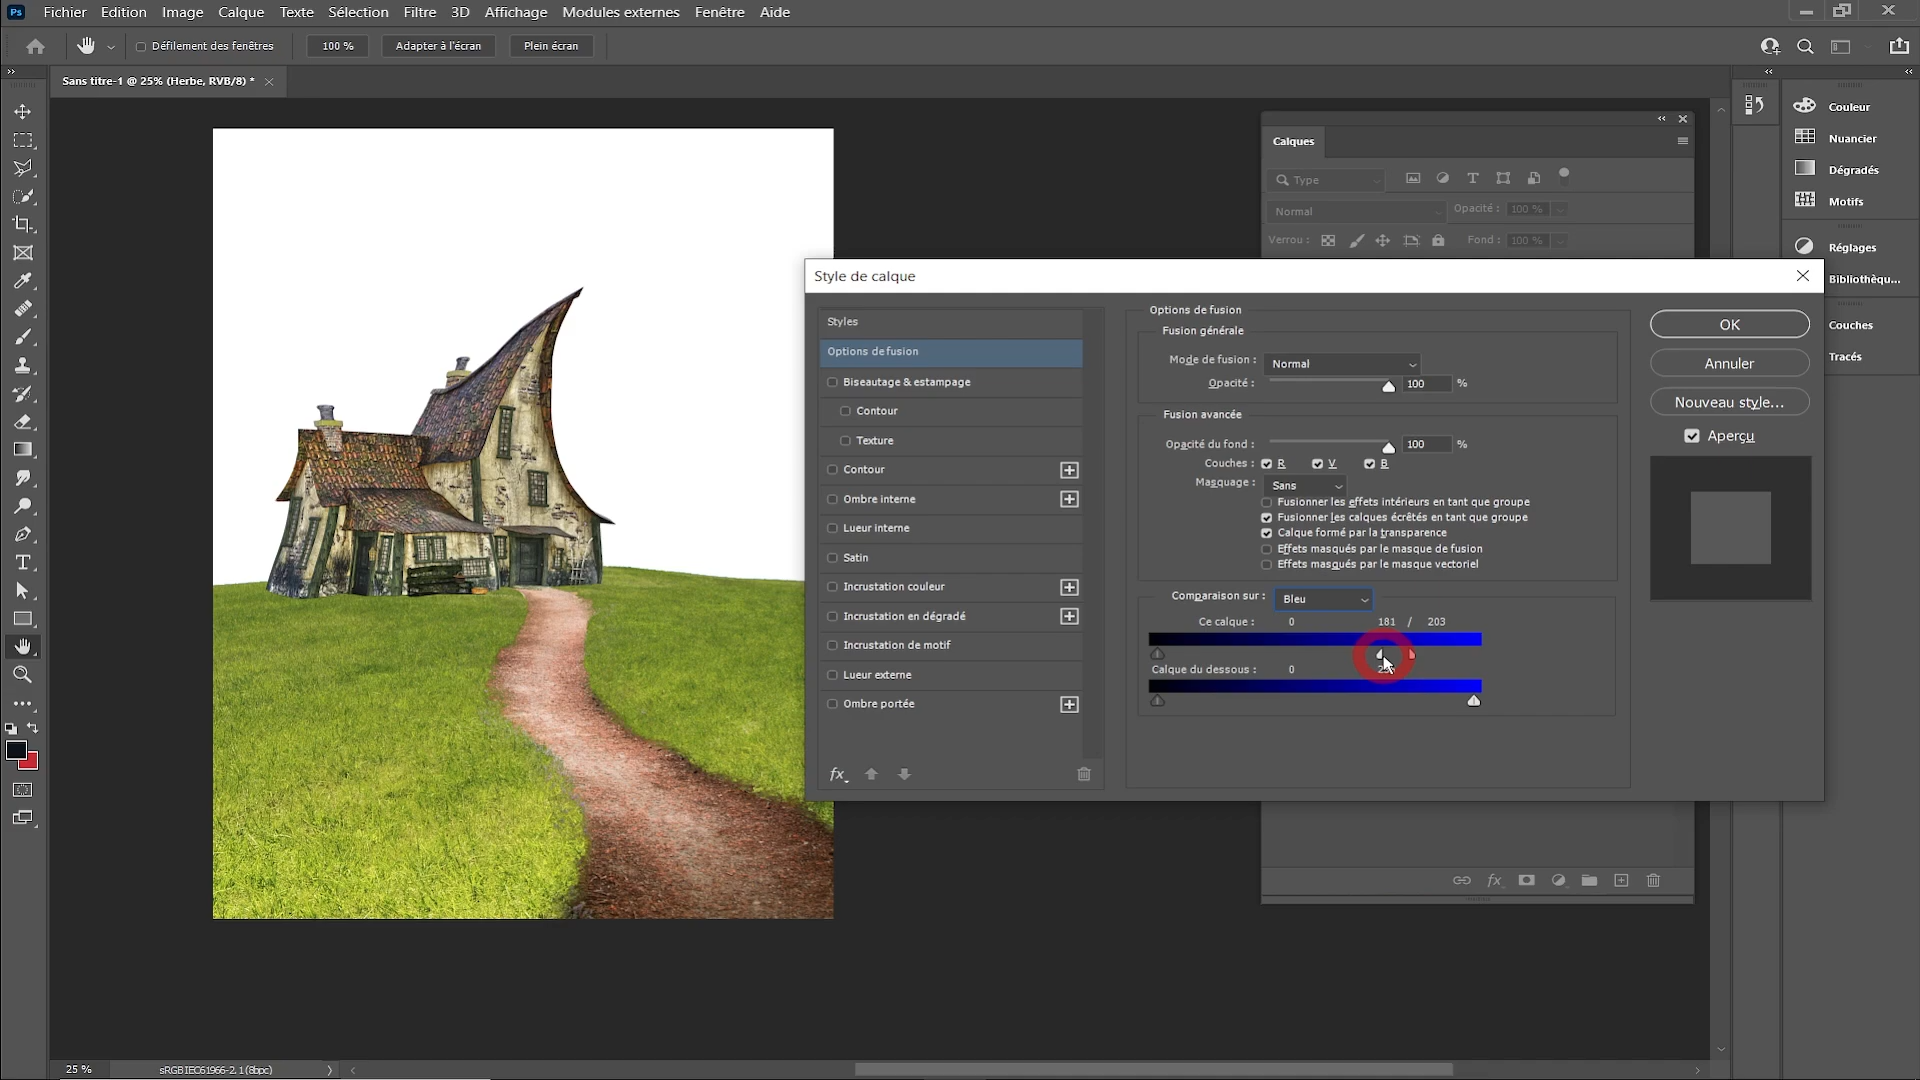 Ps Fichier Edition Image Calque Texte Sélection Filtre 3D Affichage Modules externes Fenêtre Aide
Défilement des fenêtres 100 % Adapter à l'écran Plein écran
Sans titre-1 @ 25% (Herbe, RVB/8) *
Calques
Type
Normal Opacité : 100 %
Verrou : Fond : 100 %
Couleur
Nuancier
Dégradés
Motifs
Réglages
Bibliothèqu...
Couches
Tracés
Style de calque
Styles
Options de fusion
Biseautage & estampage
Contour
Texture
Contour
Ombre interne
Lueur interne
Satin
Incrustation couleur
Incrustation en dégradé
Incrustation de motif
Lueur externe
Ombre portée
fx
Options de fusion
Fusion générale
Mode de fusion : Normal
Opacité : 100 %
Fusion avancée
Opacité du fond : 100 %
Couches : R V B
Masquage : Sans
Fusionner les effets intérieurs en tant que groupe
Fusionner les calques écrêtés en tant que groupe
Calque formé par la transparence
Effets masqués par le masque de fusion
Effets masqués par le masque vectoriel
Comparaison sur : Bleu
Ce calque : 0 181 / 203
Calque du dessous : 0
OK
Annuler
Nouveau style...
Aperçu
fx
25 % sRGB IEC61966-2.1 (8bpc)